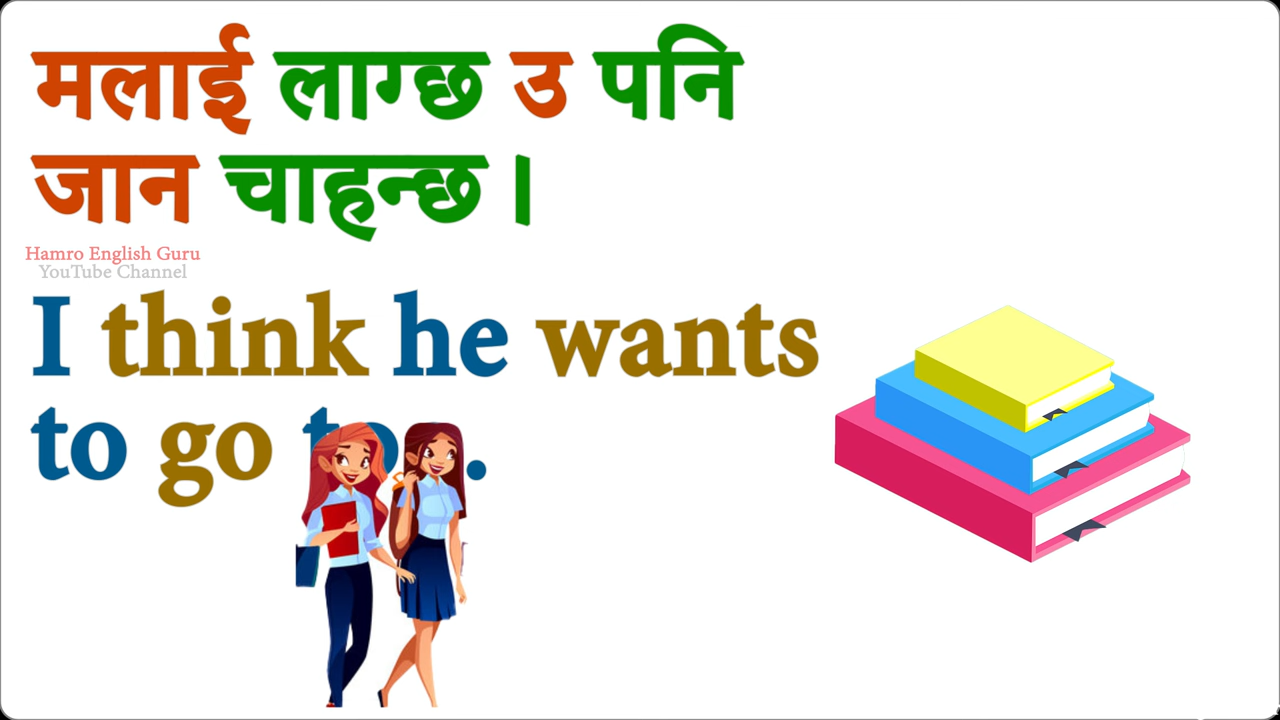 मलाई लाग्छ उ पनि
जान चाहन्छ।
Hamro English Guru
YouTube Channel
I think he wants
to go